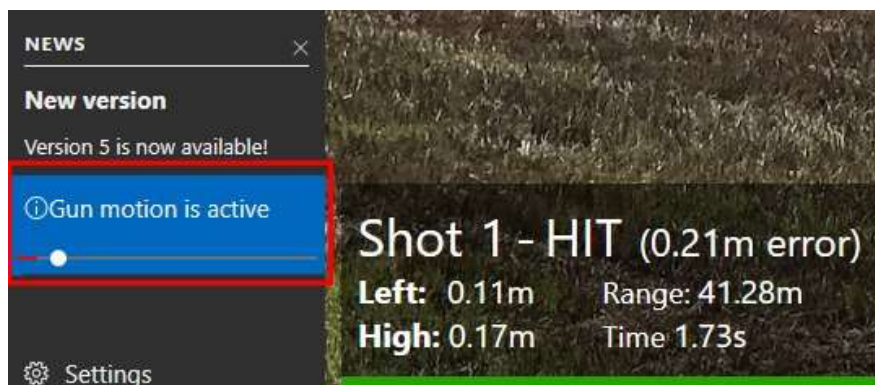 NEWS
New version
Version 5 is now available!
Gun motion is active
Settings
Shot 1 - HIT (0.21m error)
Left: 0.11m Range: 41.28m
High: 0.17m Time 1.73s